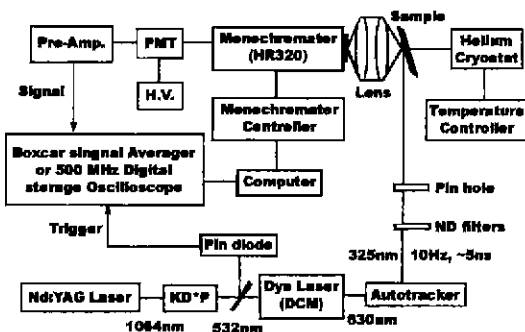 Sample
Pre-Amp.
PMT
Monochromator
(HR320)
Helium
Cryostat
Lens
Signal
H.V.
Monochromator
Controller
Temperature
Controller
Boxcar singnal Averager
or 500 MHz Digital
storage Oscilloscope
Computer
Pin hole
ND filters
Trigger
Pin diode
325nm
10Hz, ~5ns
Nd:YAG Laser
KD*P
Dye Laser
(DCM)
Autotracker
1064nm
532nm
630nm